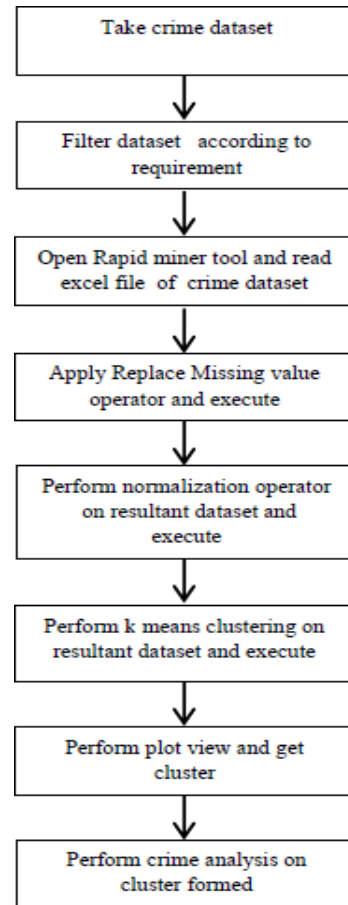 Take crime dataset
Filter dataset according to
requirement
Open Rapid miner tool and read
excel file of crime dataset
Apply Replace Missing value
operator and execute
Perform normalization operator
on resultant dataset and
execute
Perform k means clustering on
resultant dataset and execute
Perform plot view and get
cluster
Perform crime analysis on
cluster formed